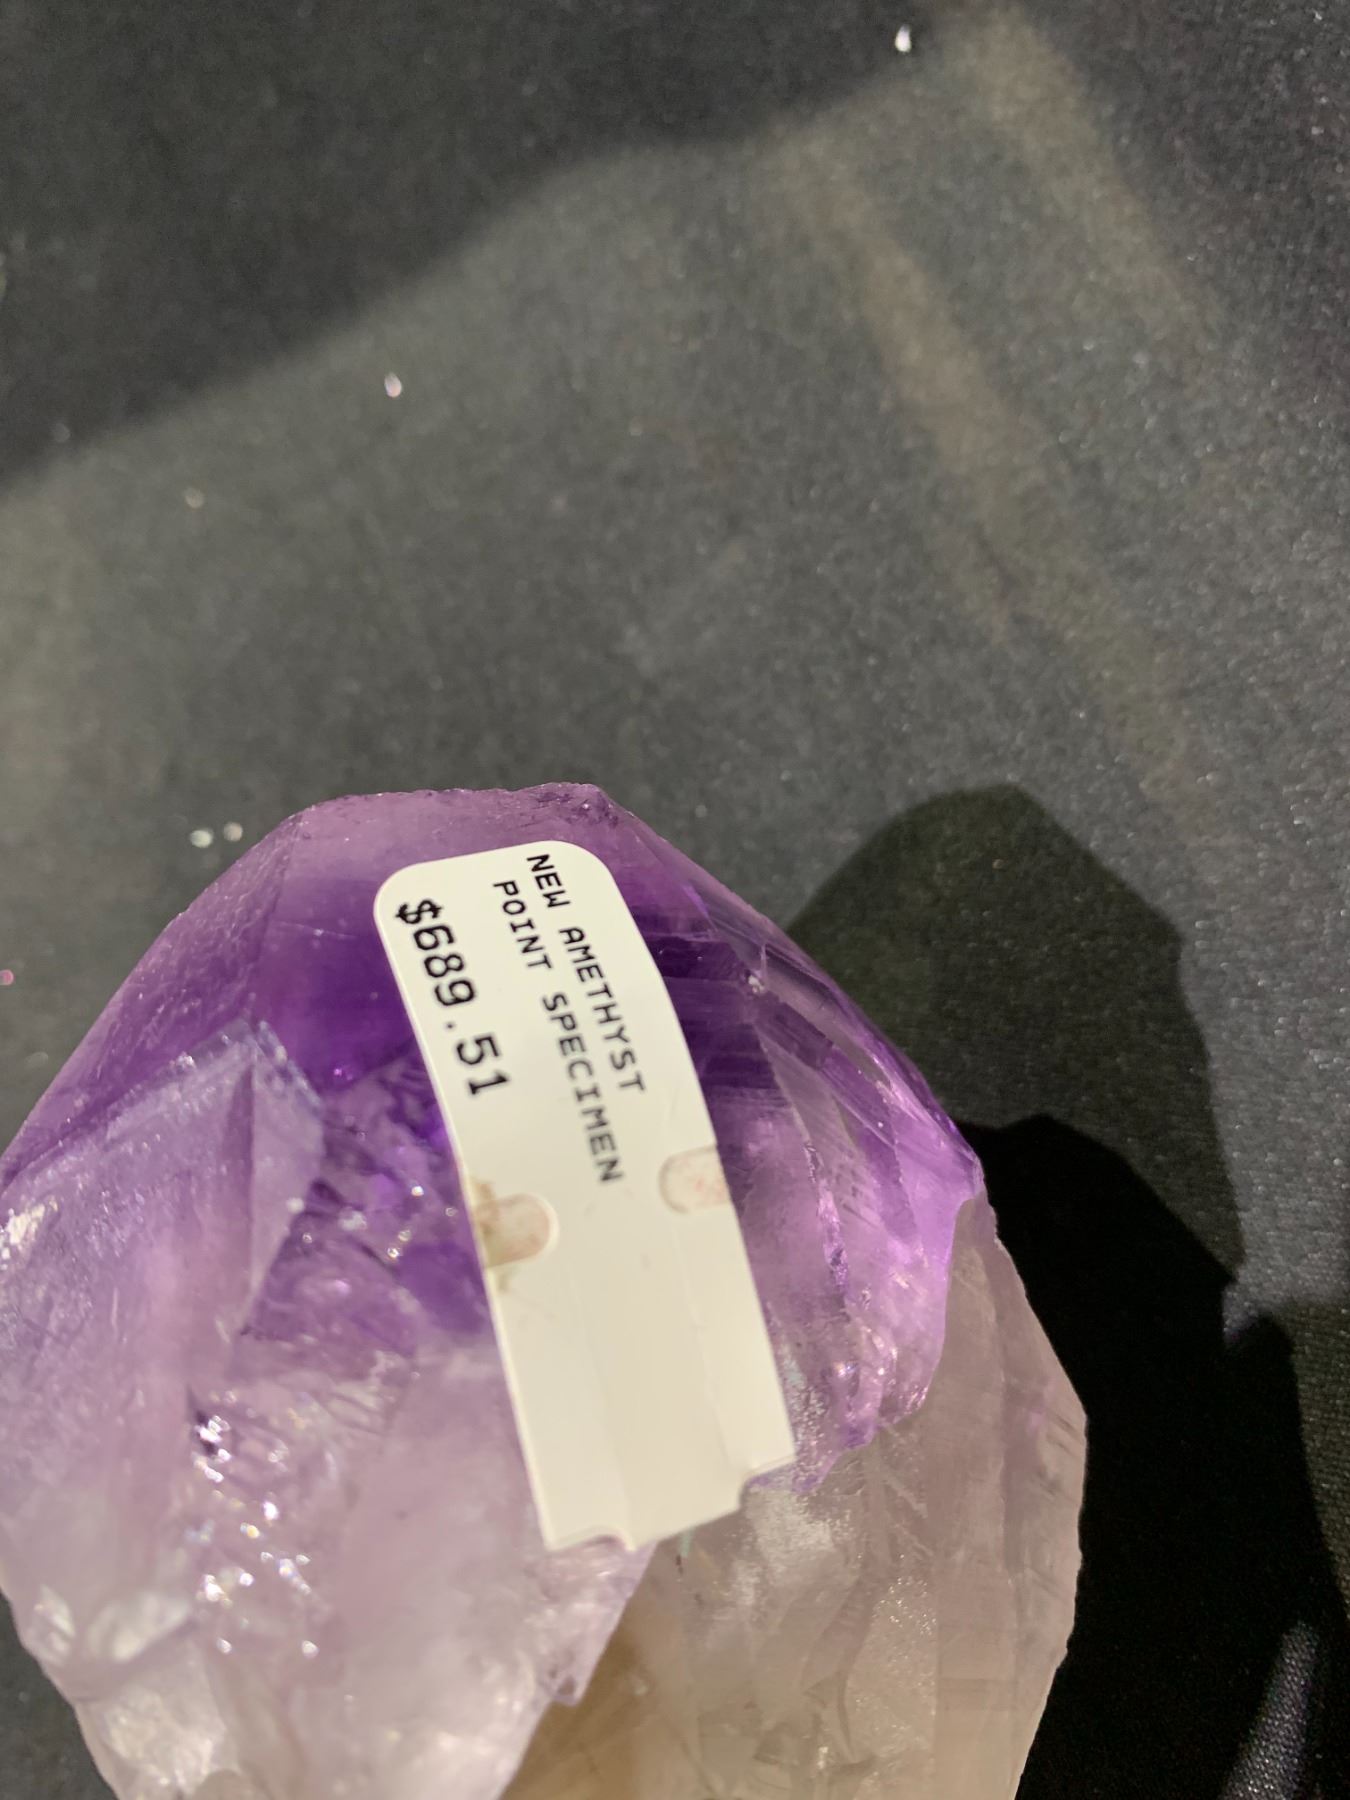 NEW AMETHYST
POINT SPECIMEN
$689.51